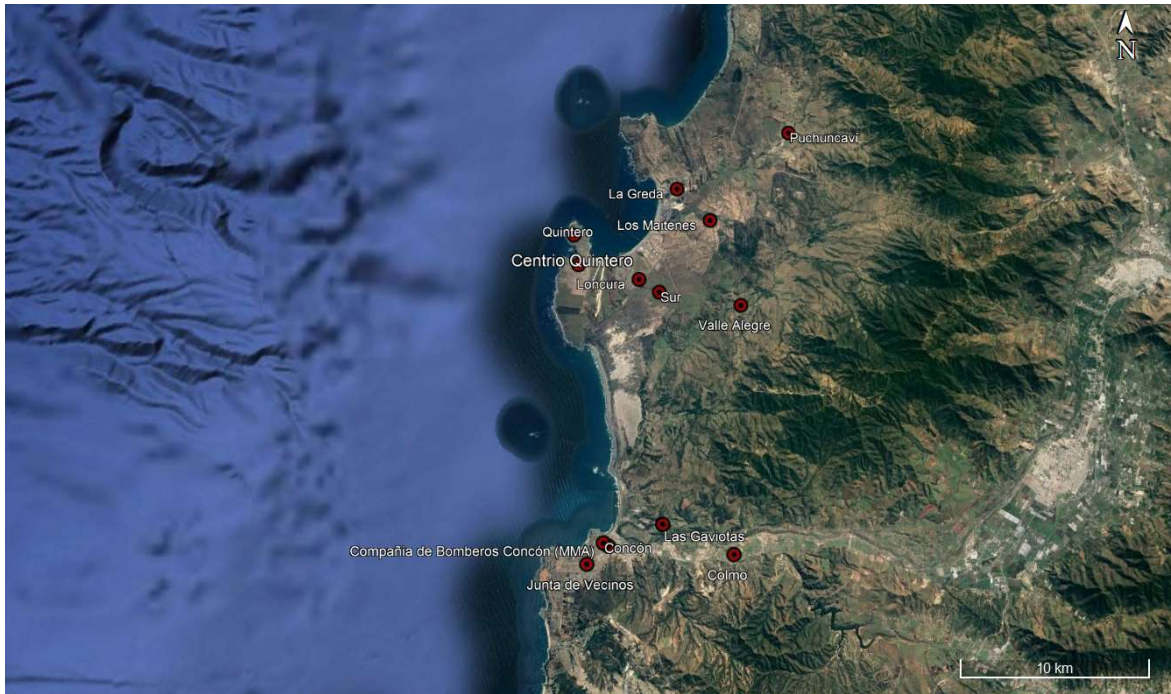 N
Puchuncaví
La Greda
Los Maitenes
Quintero
Centrio Quintero
Loncura
Sur
Valle Alegre
Las Gaviotas
Compañia de Bomberos Concón (MMA)
Concón
Colmo
Junta de Vecinos
10 km